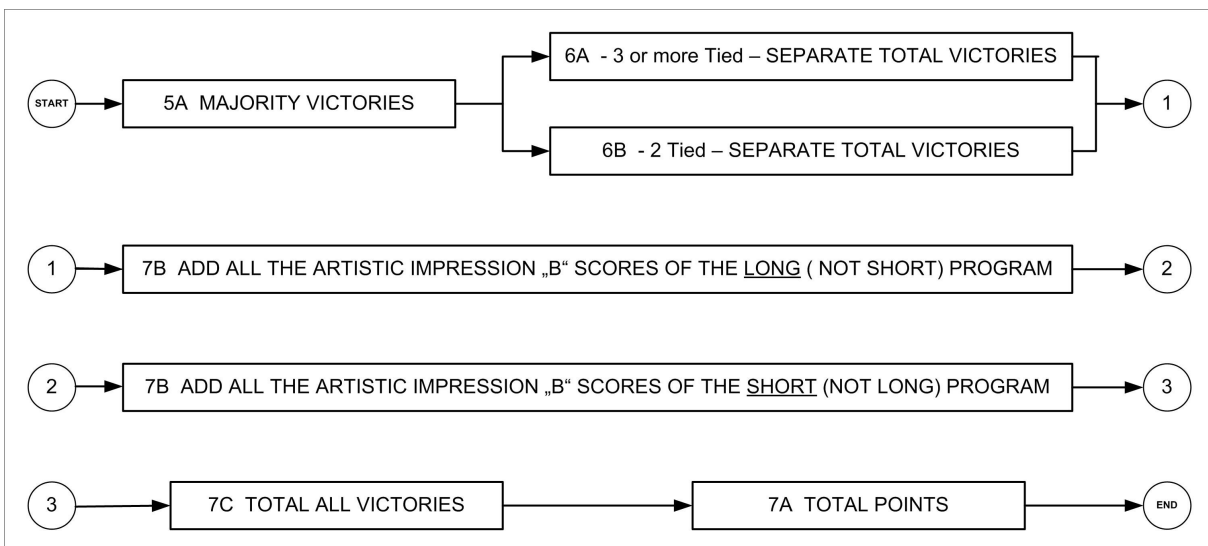 START
5A MAJORITY VICTORIES
6A - 3 or more Tied – SEPARATE TOTAL VICTORIES
6B - 2 Tied – SEPARATE TOTAL VICTORIES
1
1
7B ADD ALL THE ARTISTIC IMPRESSION „B“ SCORES OF THE LONG ( NOT SHORT) PROGRAM
2
2
7B ADD ALL THE ARTISTIC IMPRESSION „B“ SCORES OF THE SHORT (NOT LONG) PROGRAM
3
3
7C TOTAL ALL VICTORIES
7A TOTAL POINTS
END